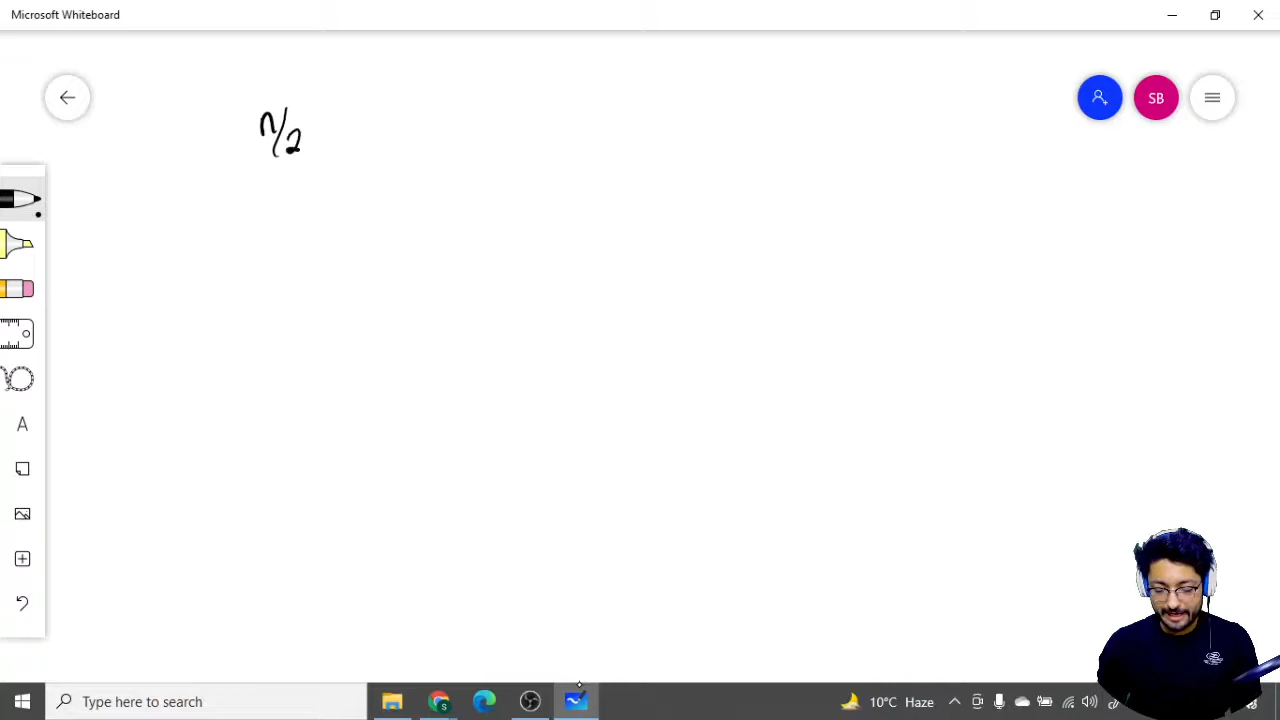 Microsoft Whiteboard
SB
n/2
A
Type here to search
10°C Haze